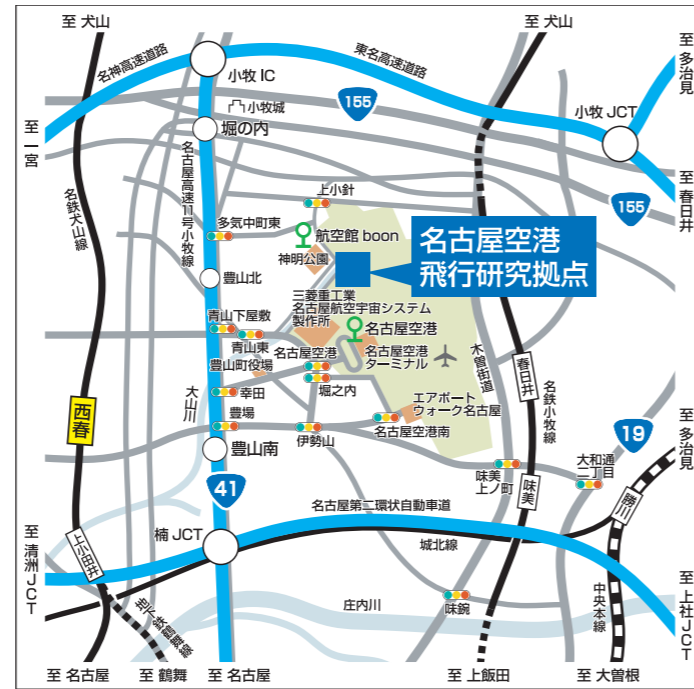 至 犬山
至 犬山
名神高速道路
小牧 IC
東名高速道路
至 多治見
小牧城
155
小牧 JCT
至 一宮
堀の内
名古屋高速11号小牧線
名鉄犬山線
上小針
至 春日井
155
多気中町東
航空館 boon
神明公園
名古屋空港
飛行研究拠点
豊山北
三菱重工業
名古屋航空宇宙システム
製作所
青山下屋敷
青山東
名古屋空港
名古屋空港
名古屋空港
ターミナル
豊山町役場
木曽街道
春日井
名鉄小牧線
大山川
幸田
堀之内
西春
エアポート
ウォーク名古屋
豊場
伊勢山
名古屋空港南
19
至 多治見
豊山南
味美
上ノ町
大和通
二丁目
味美
勝川
41
名古屋第二環状自動車道
至 清洲JCT
楠 JCT
城北線
上小田井
地下鉄鶴舞線
庄内川
味鋺
中央本線
至 上社JCT
至 名古屋
至 鶴舞
至 名古屋
至 上飯田
至 大曽根